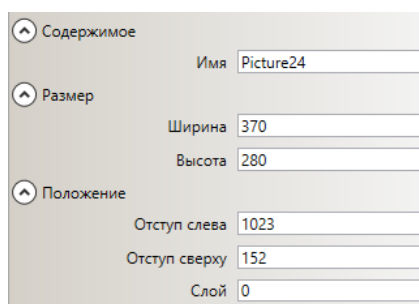 Содержимое
Имя Picture24
Размер
Ширина 370
Высота 280
Положение
Отступ слева 1023
Отступ сверху 152
Слой 0